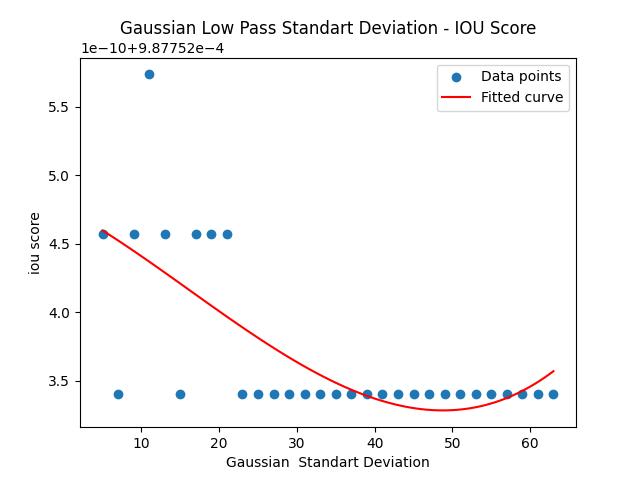 Gaussian Low Pass Standart Deviation - IOU Score
1e−10+9.87752e−4
Data points
Fitted curve
5.5
5.0
4.5
4.0
3.5
iou score
10 20 30 40 50 60
Gaussian  Standart Deviation